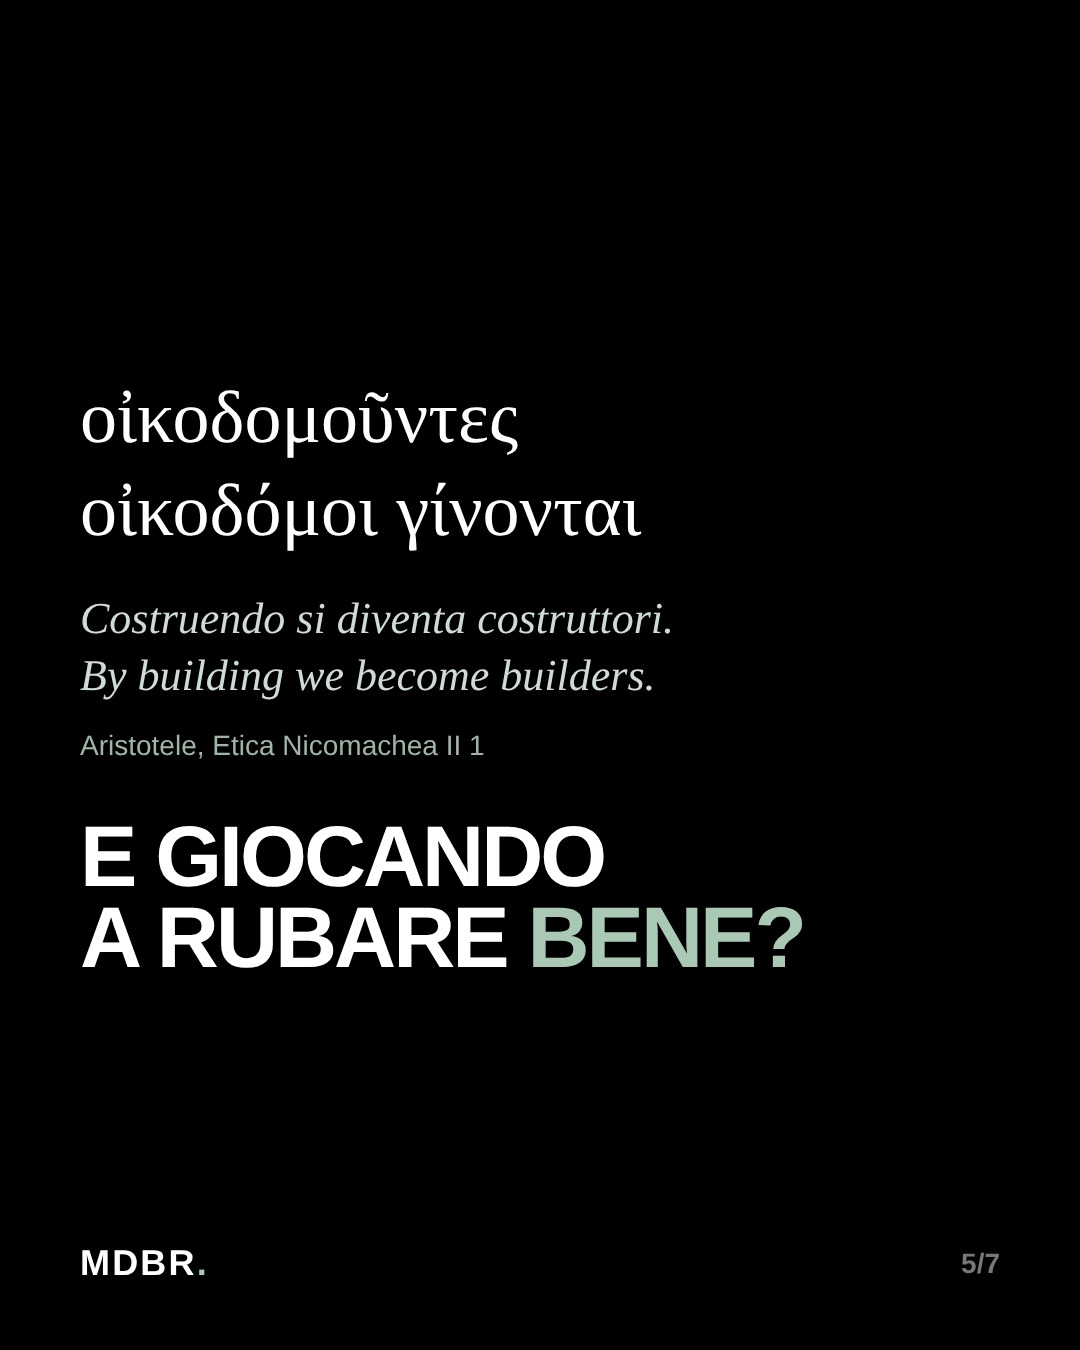 οἰκοδομοῦντες
οἰκοδόμοι γίνονται
Costruendo si diventa costruttori.
By building we become builders.
Aristotele, Etica Nicomachea II 1
E GIOCANDO
A RUBARE BENE?
MDBR.
5/7